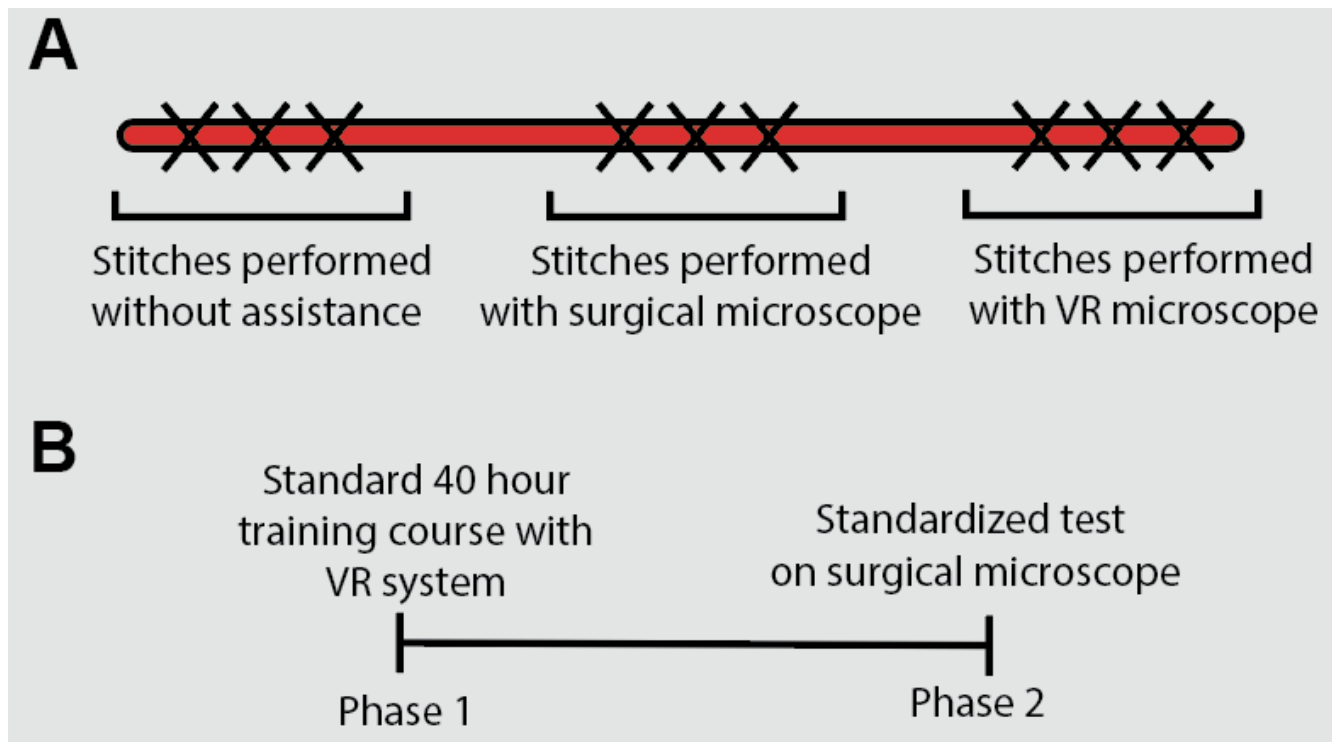 A
Stitches performed
without assistance
Stitches performed
with surgical microscope
Stitches performed
with VR microscope
B
Standard 40 hour
training course with
VR system
Standardized test
on surgical microscope
Phase 1
Phase 2